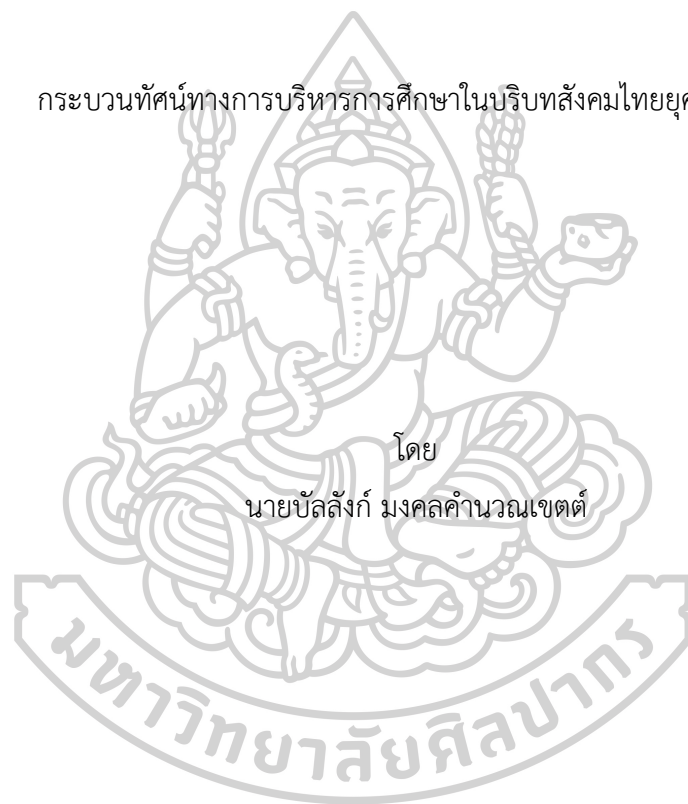 กระบวนทัศน์ทางการบริหารการศึกษาในบริบทสังคมไทยยุค
โดย
นายบัลลังก์ มงคลคำนวณเขตต์
มหาวิทยาลัยศิลปากร